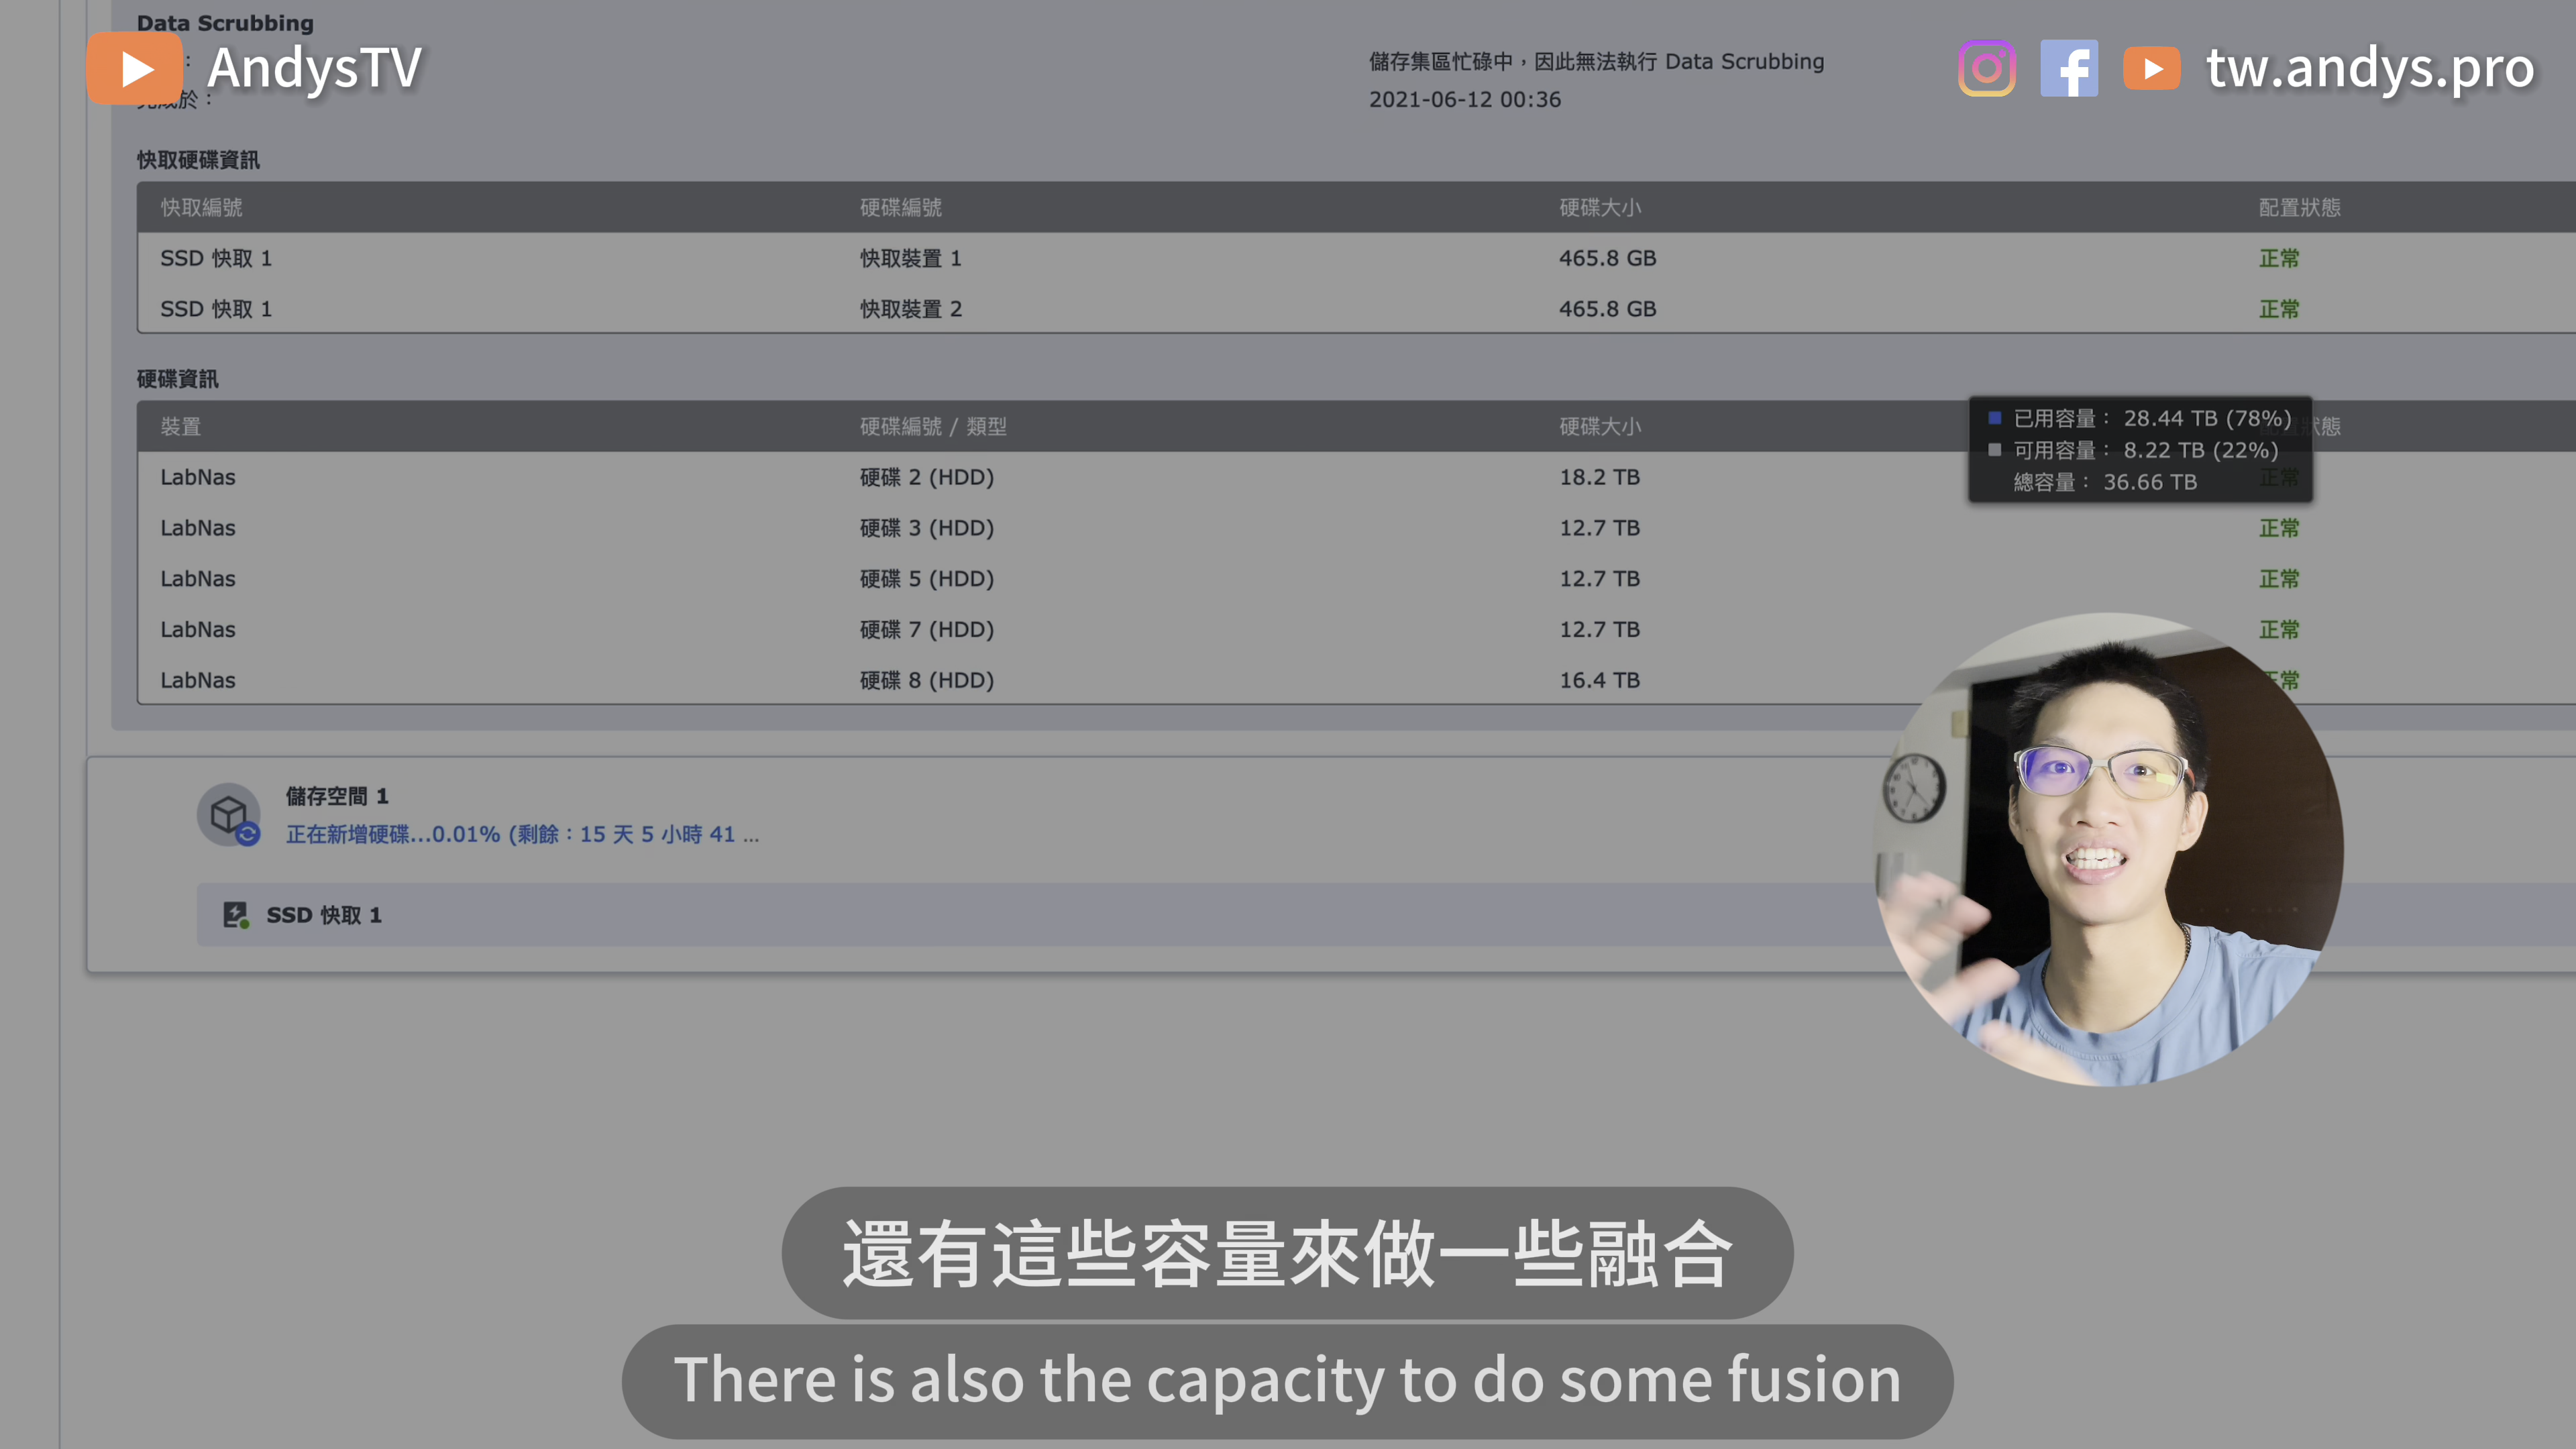 Data Scrubbing
AndysTV
儲存集區忙碌中，因此無法執行 Data Scrubbing
tw.andys.pro
2021-06-12 00:36
快取硬碟資訊
快取編號 硬碟編號 硬碟大小 配置狀態
SSD 快取 1 快取裝置 1 465.8 GB 正常
SSD 快取 1 快取裝置 2 465.8 GB 正常
硬碟資訊
裝置 硬碟編號 / 類型 硬碟大小 狀態
已用容量： 28.44 TB (78%)
可用容量： 8.22 TB (22%)
總容量： 36.66 TB
LabNas 硬碟 2 (HDD) 18.2 TB 正常
LabNas 硬碟 3 (HDD) 12.7 TB 正常
LabNas 硬碟 5 (HDD) 12.7 TB 正常
LabNas 硬碟 7 (HDD) 12.7 TB 正常
LabNas 硬碟 8 (HDD) 16.4 TB 正常
儲存空間 1
正在新增硬碟...0.01% (剩餘：15 天 5 小時 41 ...
SSD 快取 1
還有這些容量來做一些融合
There is also the capacity to do some fusion